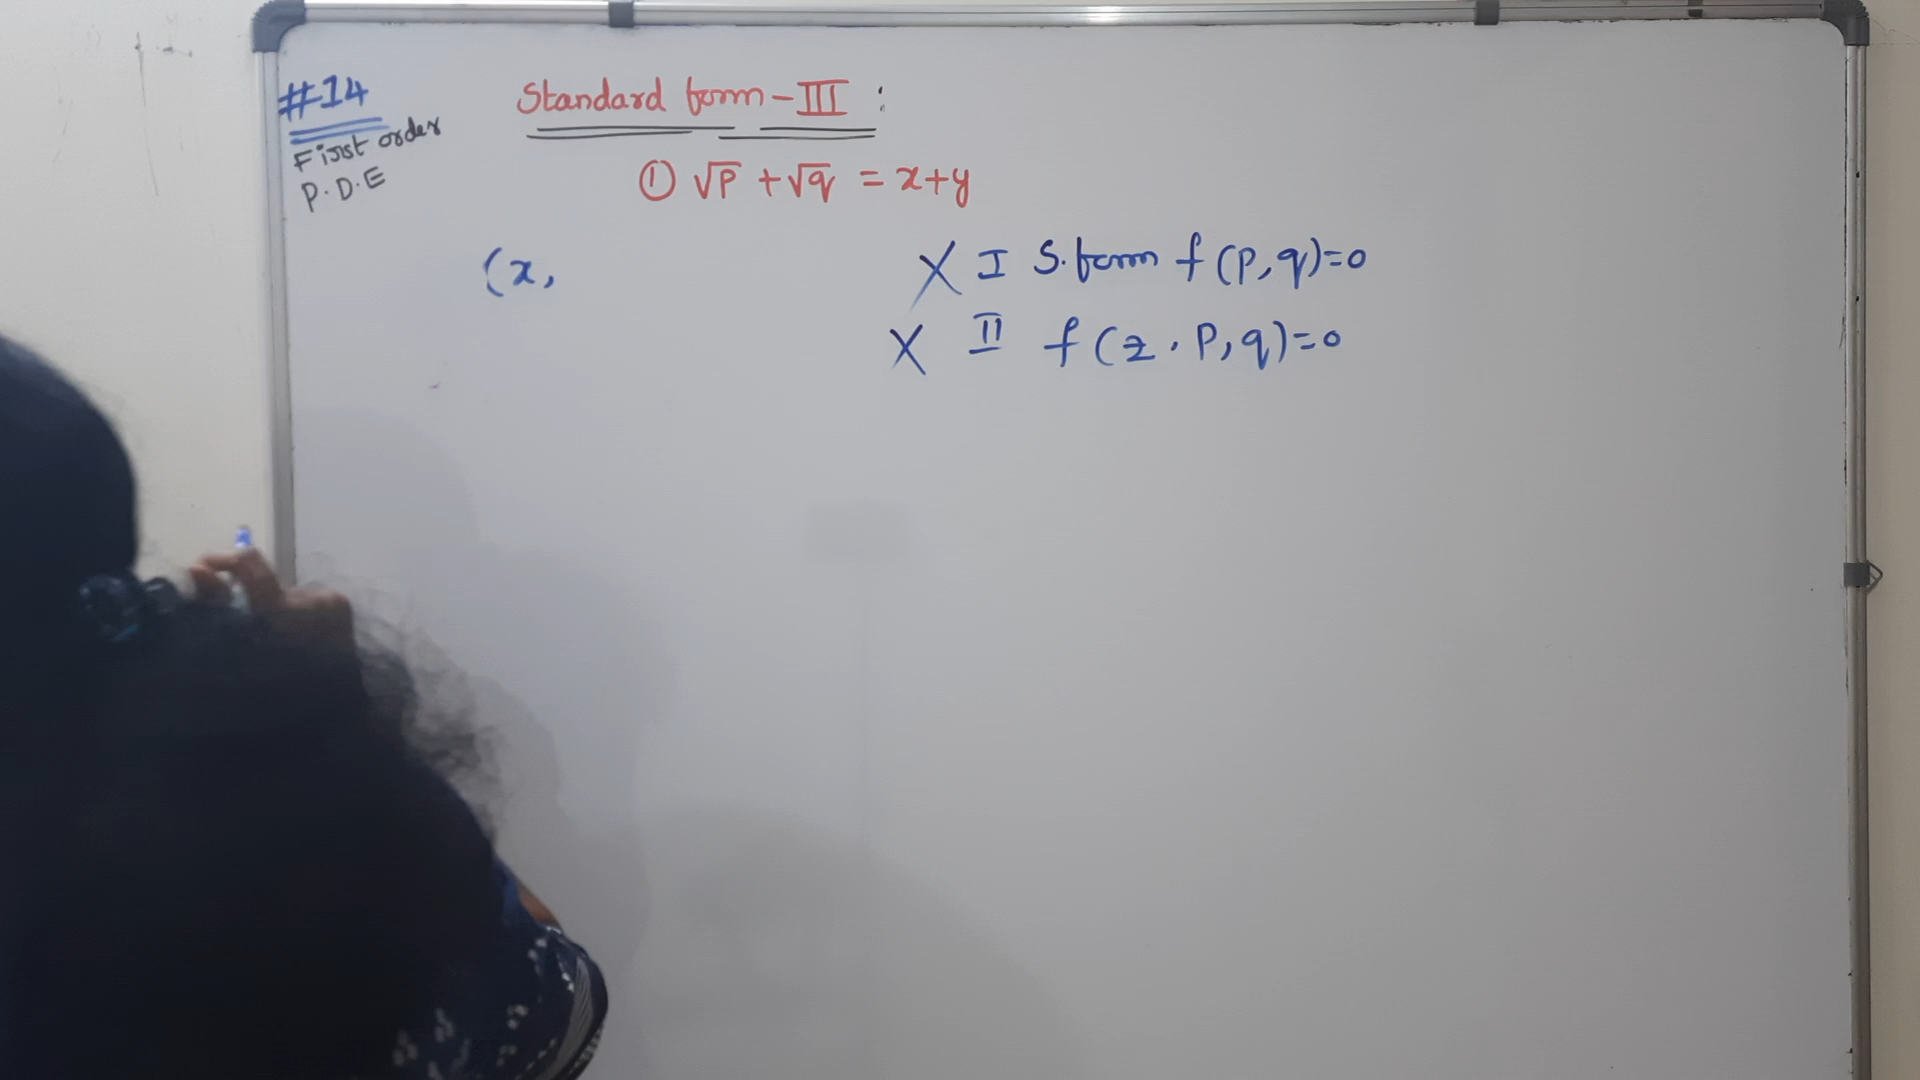 #14
First order
P.D.E
Standard form - III :
① √p + √q = x+y
(x,
X I S. form f (p, q)=0
X II f (z, p, q)=0